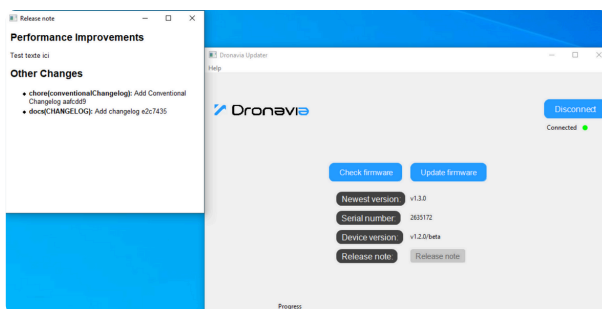 Release note
Performance Improvements
Test texte ici
Other Changes
chore(conventionalChangelog): Add Conventional
Changelog aafcdd9
docs(CHANGELOG): Add changelog e2c7435
Dronavia Updater
Help
Dronavia
Disconnect
Connected
Check firmware
Update firmware
Newest version: v1.3.0
Serial number: 2635172
Device version: v1.2.0/beta
Release note: Release note
Progress